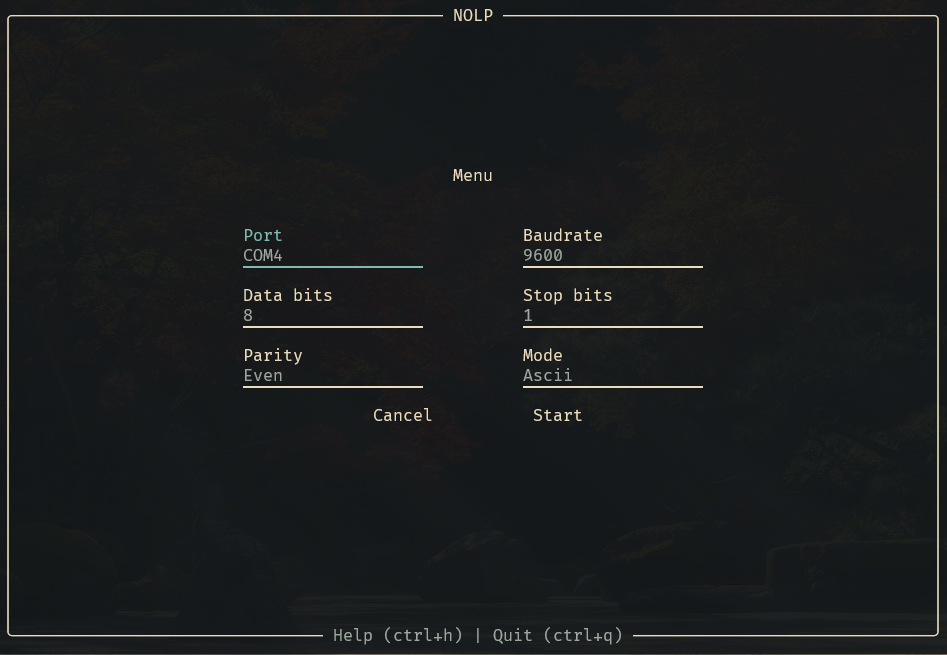 NOLP
Menu
Port
COM4
Baudrate
9600
Data bits
8
Stop bits
1
Parity
Even
Mode
Ascii
Cancel
Start
Help (ctrl+h) | Quit (ctrl+q)